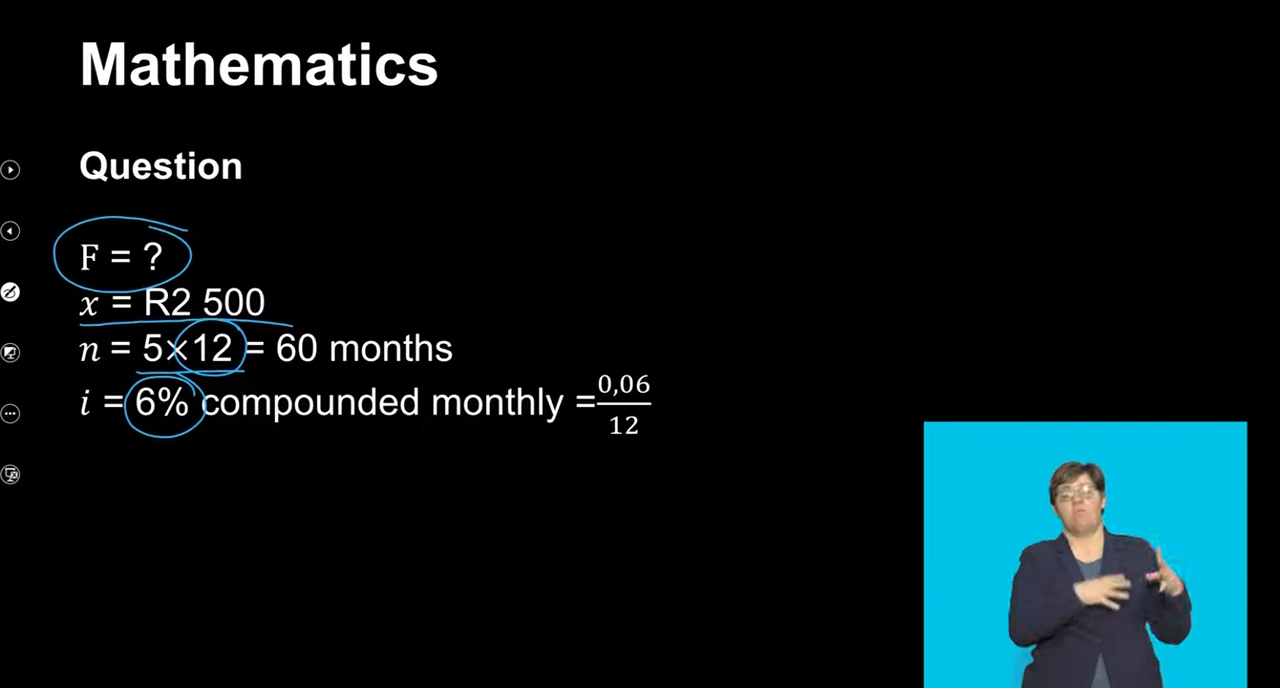 Mathematics
Question
F = ?
x = R2 500
n = 5×12 = 60 months
i = 6% compounded monthly = 0,06/12